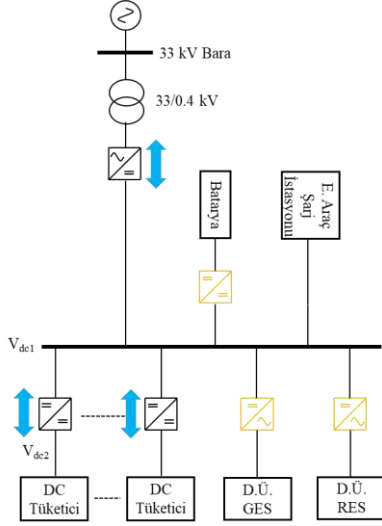 33 kV Bara
33/0.4 kV
Batarya
E. Araç
Şarj
İstasyonu
Vdc1
Vdc2
DC
Tüketici
DC
Tüketici
D.Ü.
GES
D.Ü.
RES